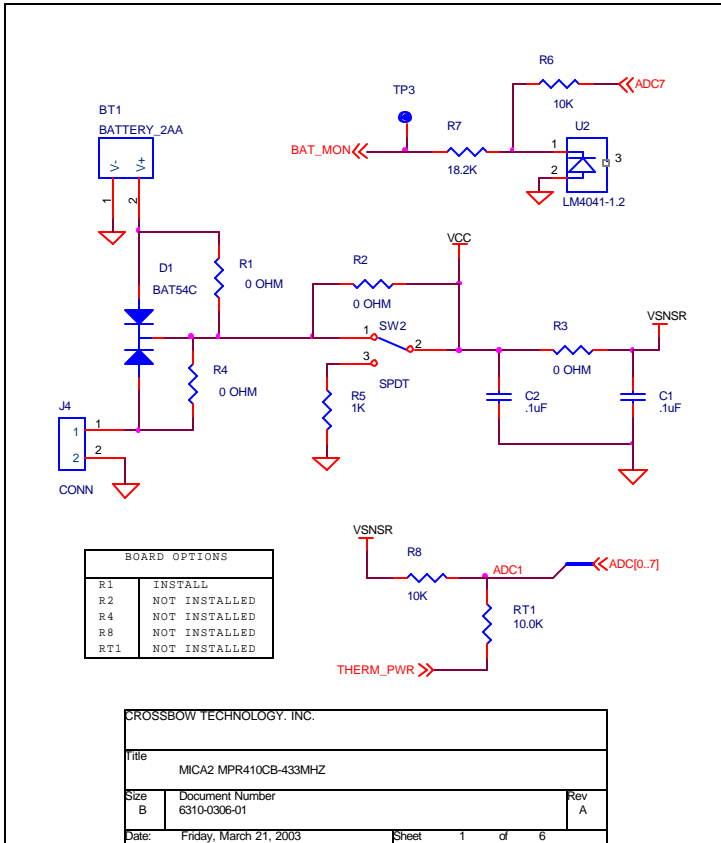 R6
ADC7
10K
TP3
BT1
BATTERY_2AA
V-
V+
1
2
BAT_MON
R7
18.2K
U2
1
2
3
LM4041-1.2
D1
BAT54C
R1
0 OHM
R2
0 OHM
VCC
SW2
1
2
3
SPDT
R3
0 OHM
VSNSR
R4
0 OHM
R5
1K
C2
.1uF
C1
.1uF
J4
1
2
1
2
CONN
VSNSR
R8
10K
ADC1
ADC[0..7]
RT1
10.0K
THERM_PWR
BOARD OPTIONS
R1 INSTALL
R2 NOT INSTALLED
R4 NOT INSTALLED
R8 NOT INSTALLED
RT1 NOT INSTALLED
CROSSBOW TECHNOLOGY. INC.
Title
MICA2 MPR410CB-433MHZ
Size Document Number Rev
B 6310-0306-01 A
Date: Friday, March 21, 2003 Sheet 1 of 6